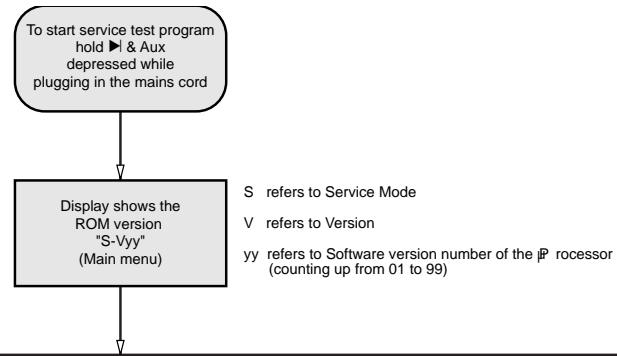 To start service test program
hold ▶| & Aux
depressed while
plugging in the mains cord
Display shows the
ROM version
"S-Vyy"
(Main menu)
S refers to Service Mode
V refers to Version
yy refers to Software version number of the µP rocessor
(counting up from 01 to 99)